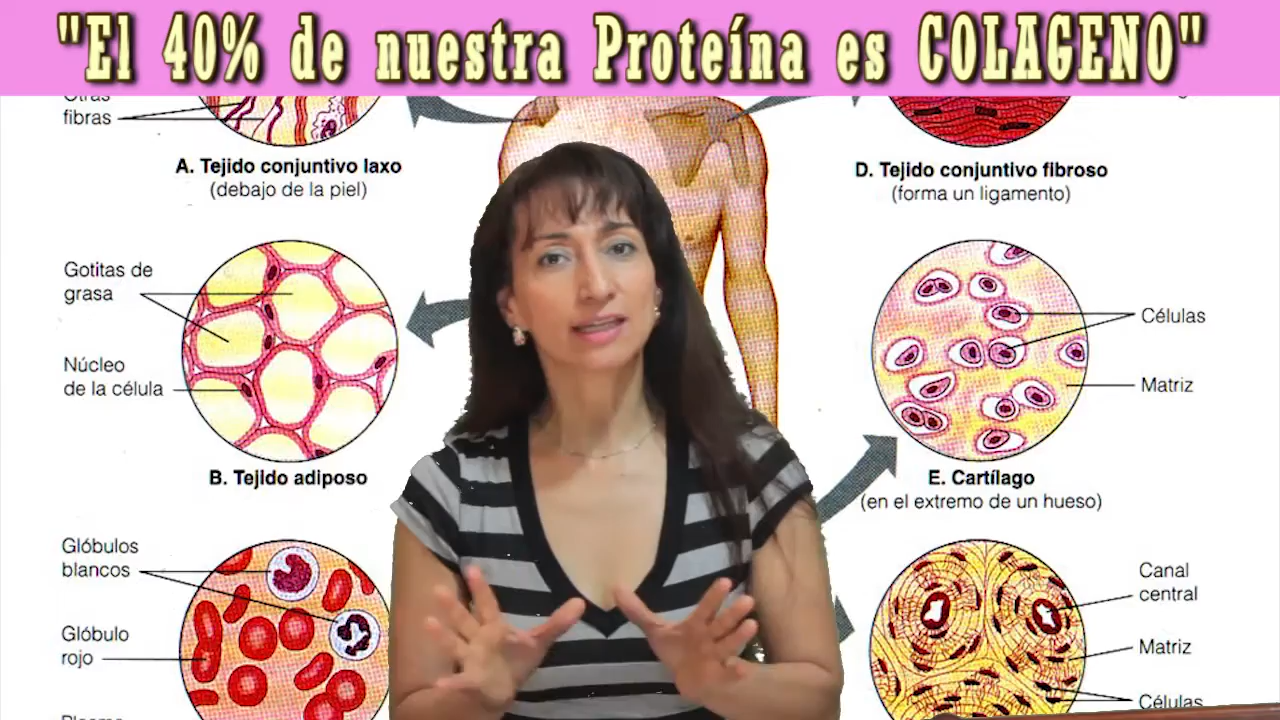 "El 40% de nuestra Proteína es COLAGENO"
fibras
A. Tejido conjuntivo laxo
(debajo de la piel)
D. Tejido conjuntivo fibroso
(forma un ligamento)
Gotitas de
grasa
Núcleo
de la célula
B. Tejido adiposo
Células
Matriz
E. Cartílago
(en el extremo de un hueso)
Glóbulos
blancos
Glóbulo
rojo
Canal
central
Matriz
Células